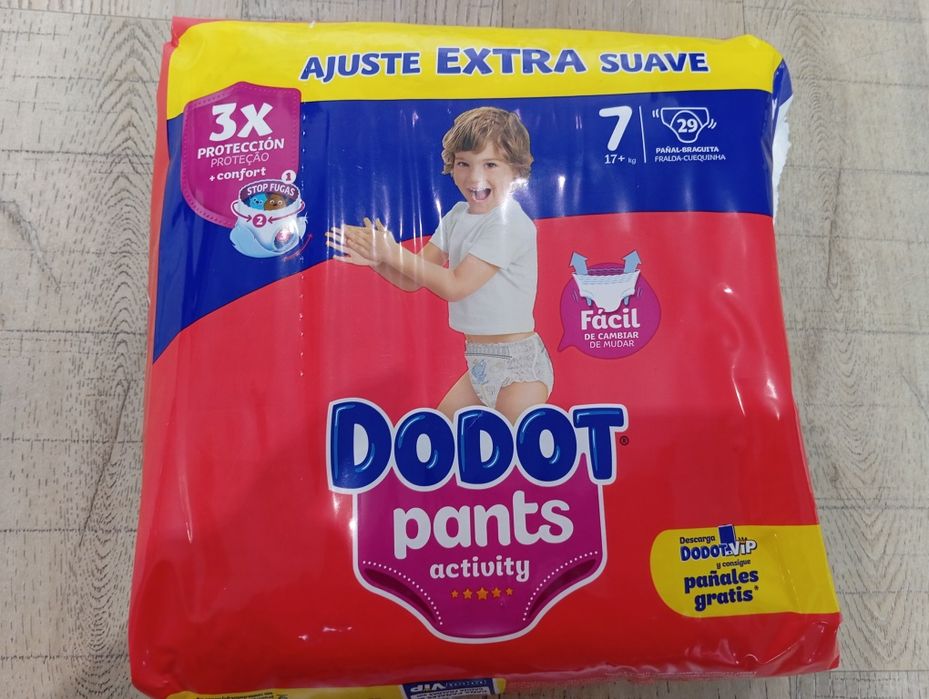 AJUSTE EXTRA SUAVE
3X
PROTECCIÓN
PROTEÇÃO
+ confort
1
STOP FUGAS
2
7
17+ kg
29
PAÑAL-BRAGUITA
FRALDA-CUEQUINHA
Fácil
DE CAMBIAR
DE MUDAR
DODOT®
pants
activity
Descarga
DODOT VIP
y consigue
pañales
gratis*